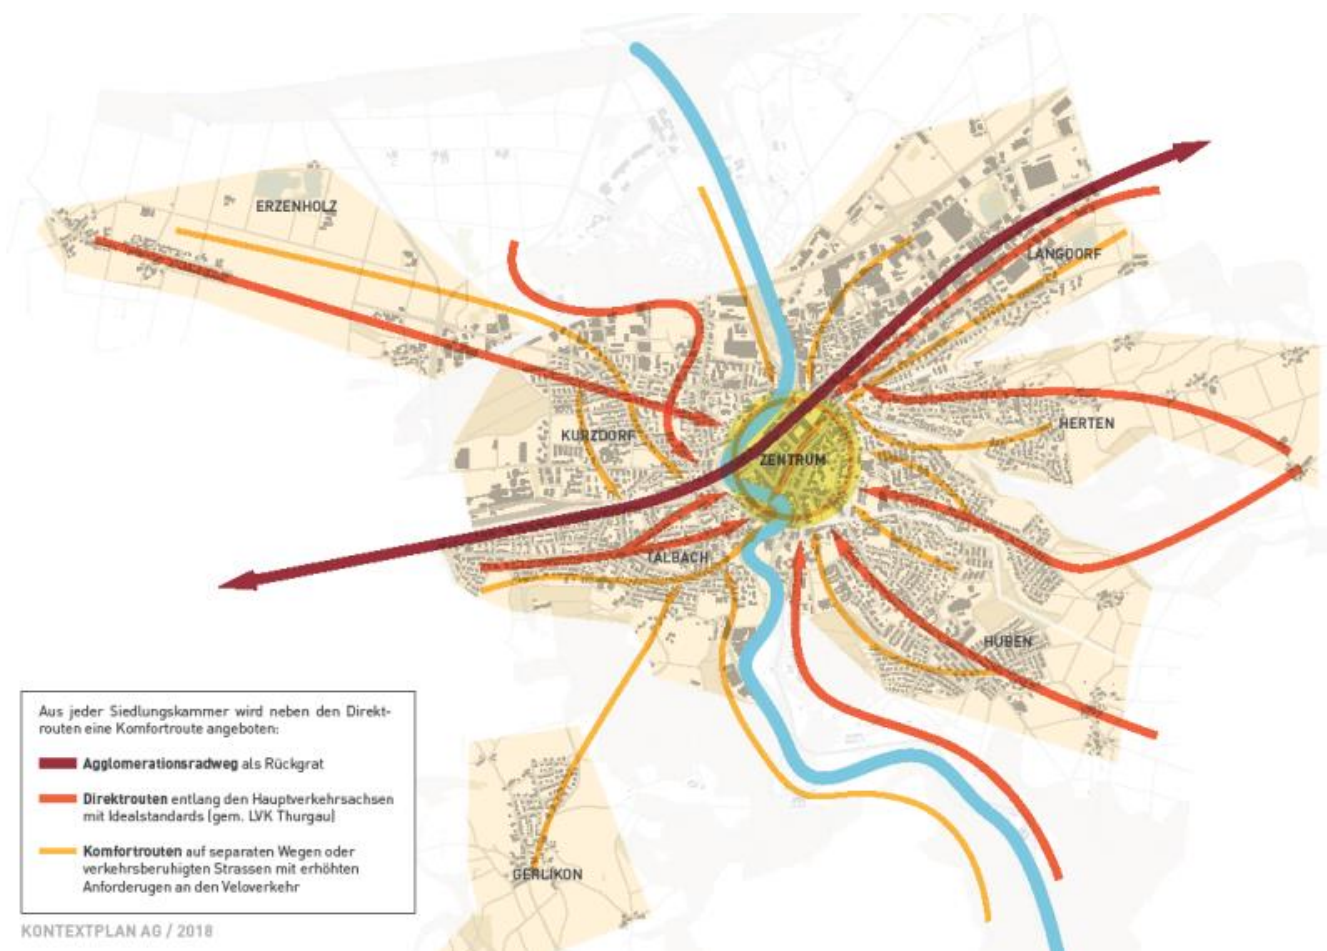 ERZENHOLZ
LANGDORF
HERTEN
KURZDORF
ZENTRUM
TALBACH
HUBEN
GERLIKON
Aus jeder Siedlungskammer wird neben den Direkt-
routen eine Komfortroute angeboten:
Agglomerationsradweg als Rückgrat
Direktrouten entlang den Hauptverkehrsachsen
mit Idealstandards (gem. LVK Thurgau)
Komfortrouten auf separaten Wegen oder
verkehrsberuhigten Strassen mit erhöhten
Anforderugen an den Veloverkehr
KONTEXTPLAN AG / 2018